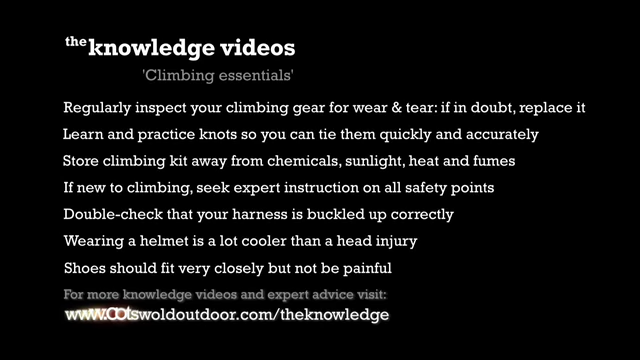 the knowledge videos
'Climbing essentials'
Regularly inspect your climbing gear for wear & tear: if in doubt, replace it
Learn and practice knots so you can tie them quickly and accurately
Store climbing kit away from chemicals, sunlight, heat and fumes
If new to climbing, seek expert instruction on all safety points
Double-check that your harness is buckled up correctly
Wearing a helmet is a lot cooler than a head injury
Shoes should fit very closely but not be painful
For more knowledge videos and expert advice visit:
www.cotswoldoutdoor.com/theknowledge